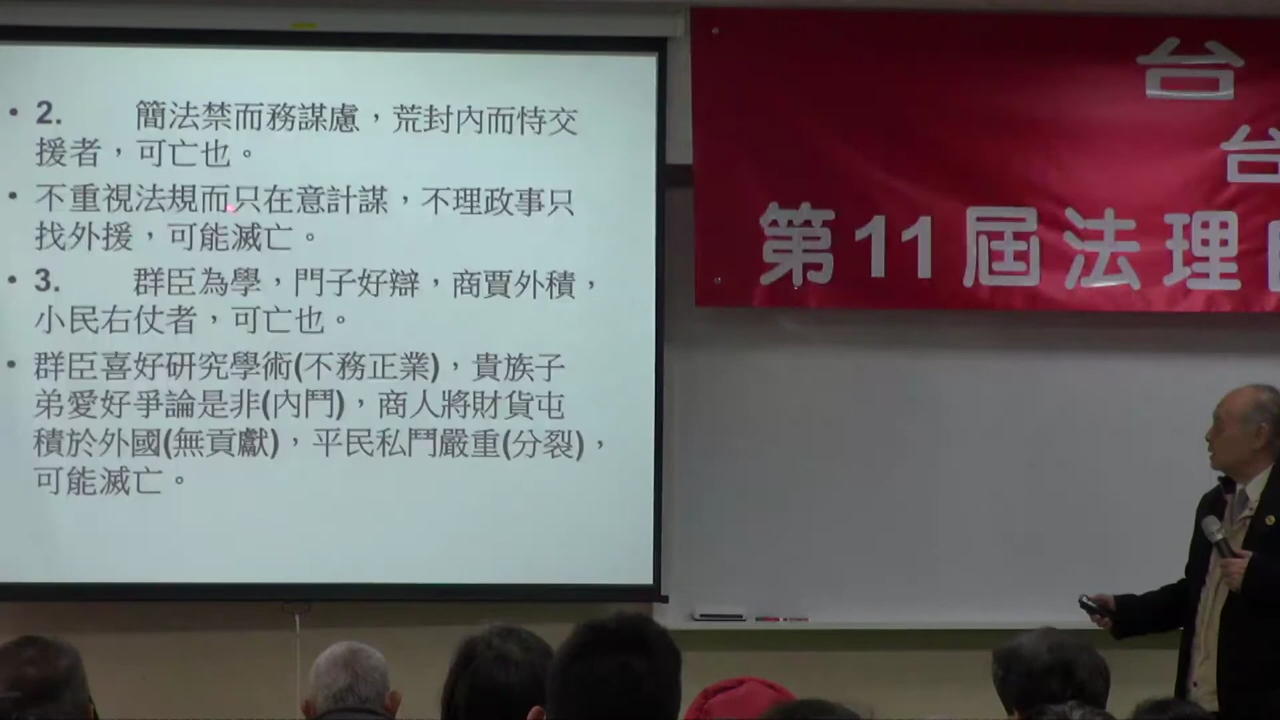 • 2. 簡法禁而務謀慮，荒封內而恃交
援者，可亡也。
• 不重視法規而只在意計謀，不理政事只
找外援，可能滅亡。
• 3. 群臣為學，門子好辯，商賈外積，
小民右仗者，可亡也。
• 群臣喜好研究學術(不務正業)，貴族子
弟愛好爭論是非(內鬥)，商人將財貨屯
積於外國(無貢獻)，平民私鬥嚴重(分裂)，
可能滅亡。
台
台
第11屆法理